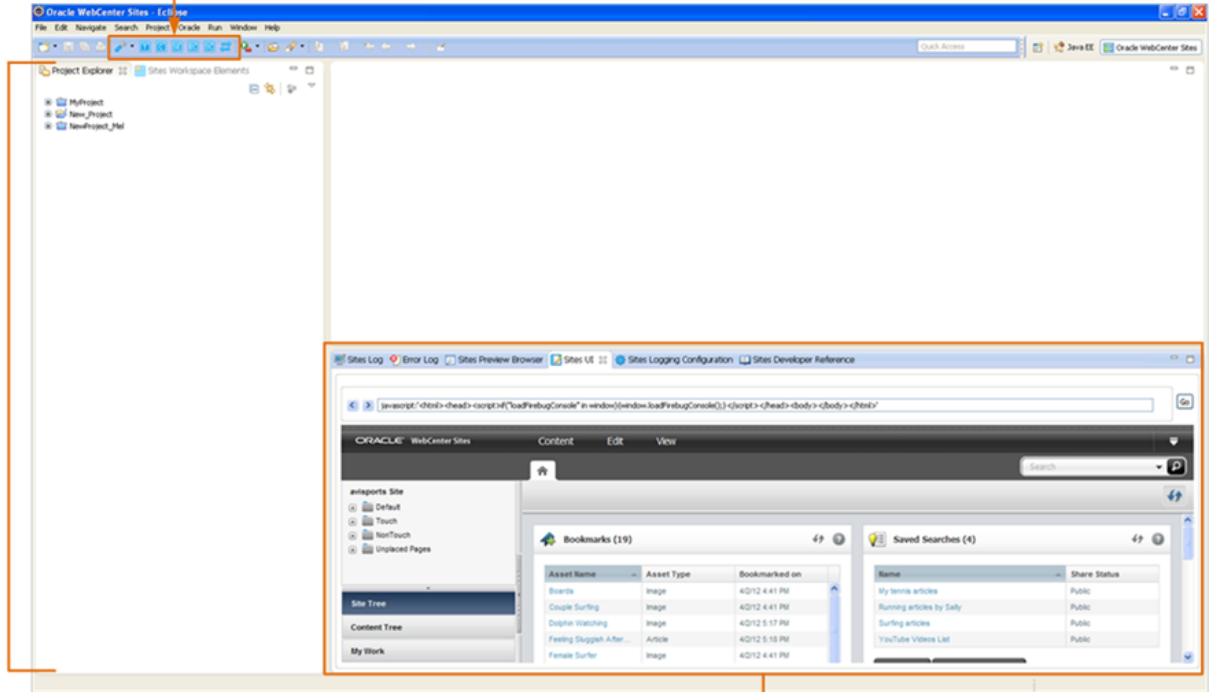 Oracle WebCenter Sites - Eclipse
File Edit Navigate Search Project Oracle Run Window Help
Quick Access
Java EE
Oracle WebCenter Sites
Project Explorer
Sites Workspace Elements
MyProject
New_Project
NewProject_Mel
Sites Log Error Log Sites Preview Browser Sites UI Sites Logging Configuration Sites Developer Reference
javascript:'<html><head><script>if("loadFirebugConsole" in window){window.loadFirebugConsole();}</script></head><body></body></html>'
Go
ORACLE WebCenter Sites Content Edit View
Search
avisports Site
Default
Touch
NonTouch
Unplaced Pages
Site Tree
Content Tree
My Work
Bookmarks (19)
Asset Name Asset Type Bookmarked on
Boards Image 4/2/12 4:41 PM
Couple Surfing Image 4/2/12 4:41 PM
Dolphin Watching Image 4/2/12 5:17 PM
Feeling Sluggish After... Article 4/2/12 5:18 PM
Female Surfer Image 4/2/12 4:41 PM
Saved Searches (4)
Name Share Status
My tennis articles Public
Running articles by Sally Public
Surfing articles Public
YouTube Videos List Public